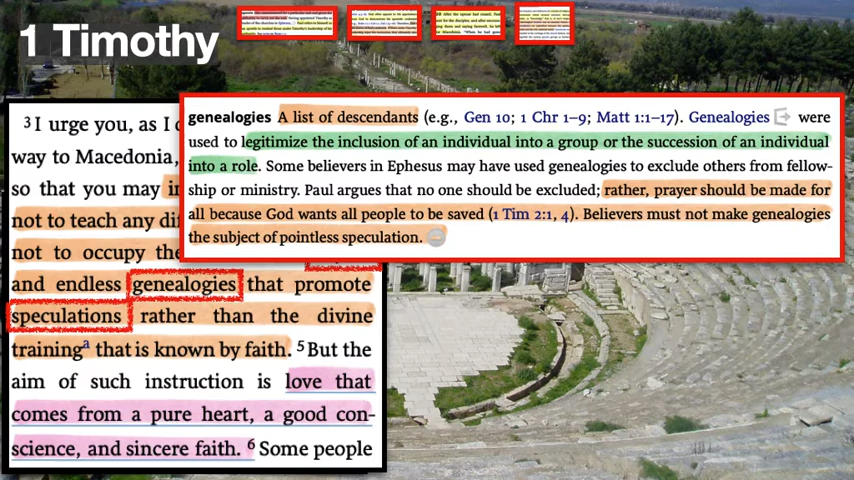 1 Timothy
genealogies A list of descendants (e.g., Gen 10; 1 Chr 1–9; Matt 1:1–17). Genealogies were
used to legitimize the inclusion of an individual into a group or the succession of an individual
into a role. Some believers in Ephesus may have used genealogies to exclude others from fellow-
ship or ministry. Paul argues that no one should be excluded; rather, prayer should be made for
all because God wants all people to be saved (1 Tim 2:1, 4). Believers must not make genealogies
the subject of pointless speculation.
3 I urge you, as I
way to Macedonia,
so that you may
not to teach any
not to occupy
and endless genealogies that promote
speculations rather than the divine
training a that is known by faith. 5 But the
aim of such instruction is love that
comes from a pure heart, a good con-
science, and sincere faith. 6 Some people